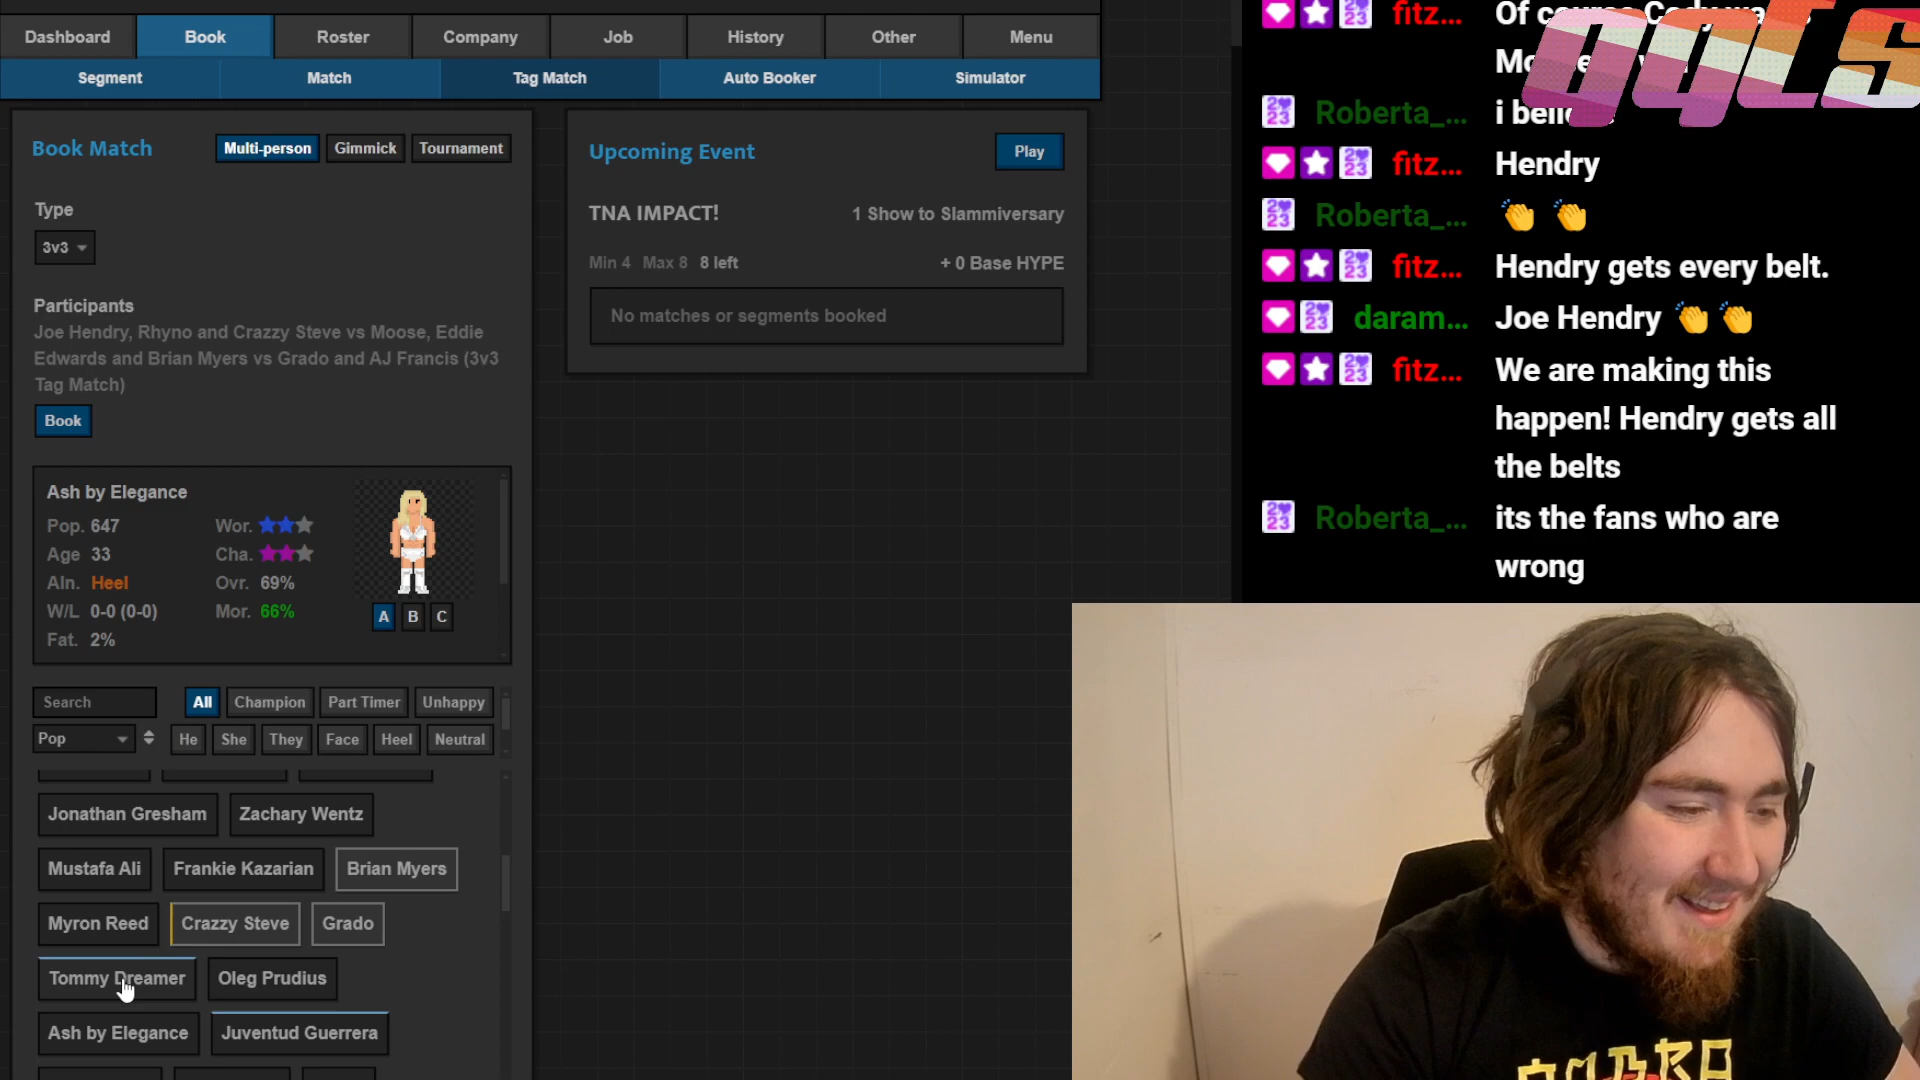 Dashboard Book Roster Company Job History Other Menu
Segment Match Tag Match Auto Booker Simulator
Book Match Multi-person Gimmick Tournament
Type
3v3
Participants
Joe Hendry, Rhyno and Crazzy Steve vs Moose, Eddie
Edwards and Brian Myers vs Grado and AJ Francis (3v3
Tag Match)
Book
Ash by Elegance
Pop. 647 Wor.
Age 33 Cha.
Aln. Heel Ovr. 69%
W/L 0-0 (0-0) Mor. 66%
Fat. 2%
A B C
Search All Champion Part Timer Unhappy
Pop He She They Face Heel Neutral
Jonathan Gresham Zachary Wentz
Mustafa Ali Frankie Kazarian Brian Myers
Myron Reed Crazzy Steve Grado
Tommy Dreamer Oleg Prudius
Ash by Elegance Juventud Guerrera
Upcoming Event Play
TNA IMPACT! 1 Show to Slammiversary
Min 4 Max 8 8 left + 0 Base HYPE
No matches or segments booked
fitz... Of course Cody
Roberta_...
fitz... Hendry
Roberta_... 👏 👏
fitz... Hendry gets every belt.
daram... Joe Hendry 👏 👏
fitz... We are making this
happen! Hendry gets all
the belts
Roberta_... its the fans who are
wrong
qqLS